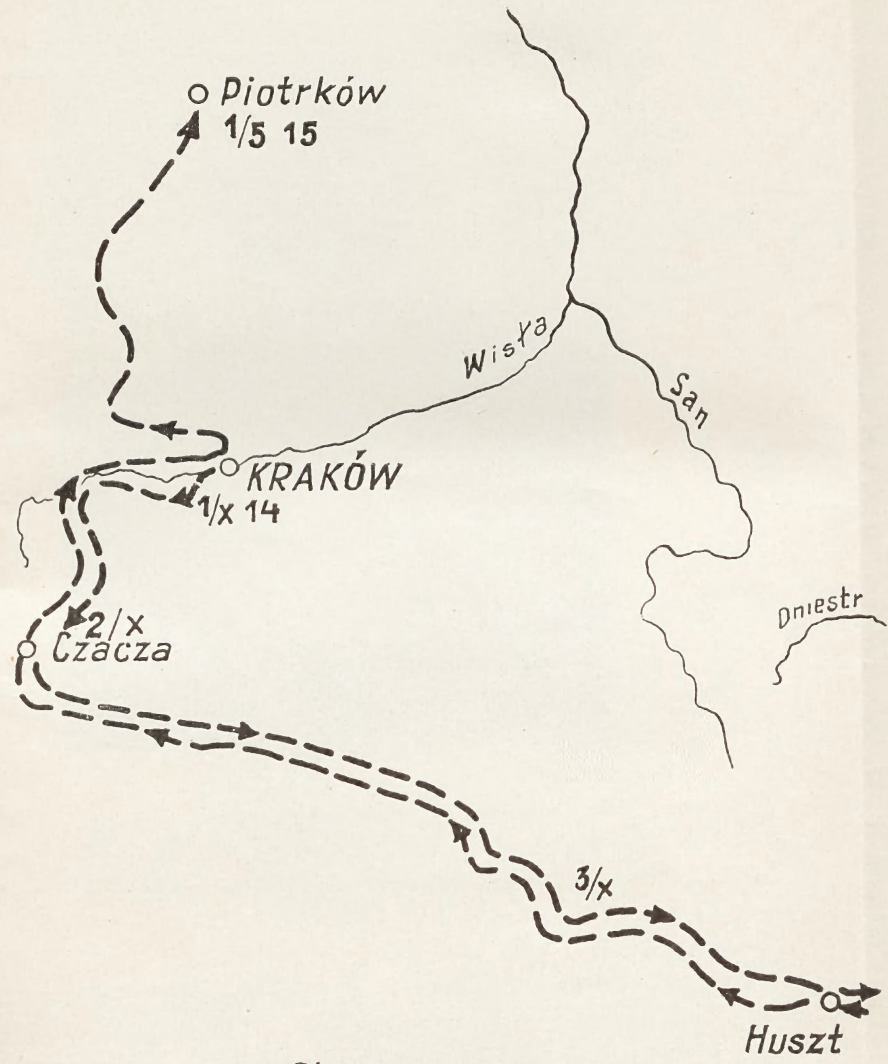 Piotrków
1/5 15
Wisła
San
KRAKÓW
1/X 14
Dniestr
2/X
Czacza
3/X
Huszt